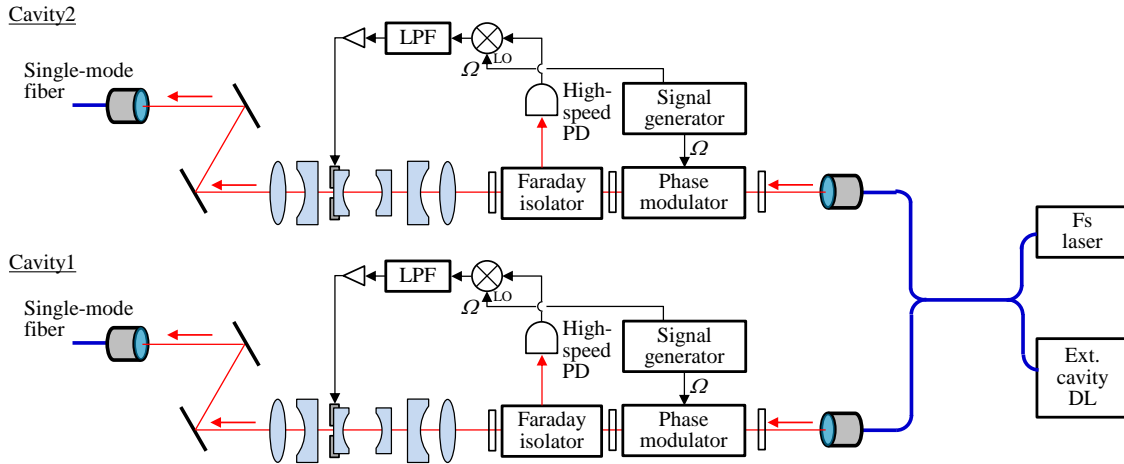 Cavity2
Single-mode
fiber
LPF
LO
Ω
High-
speed
PD
Signal
generator
Ω
Faraday
isolator
Phase
modulator
Fs
laser
Cavity1
Single-mode
fiber
LPF
LO
Ω
High-
speed
PD
Signal
generator
Ω
Faraday
isolator
Phase
modulator
Ext.
cavity
DL